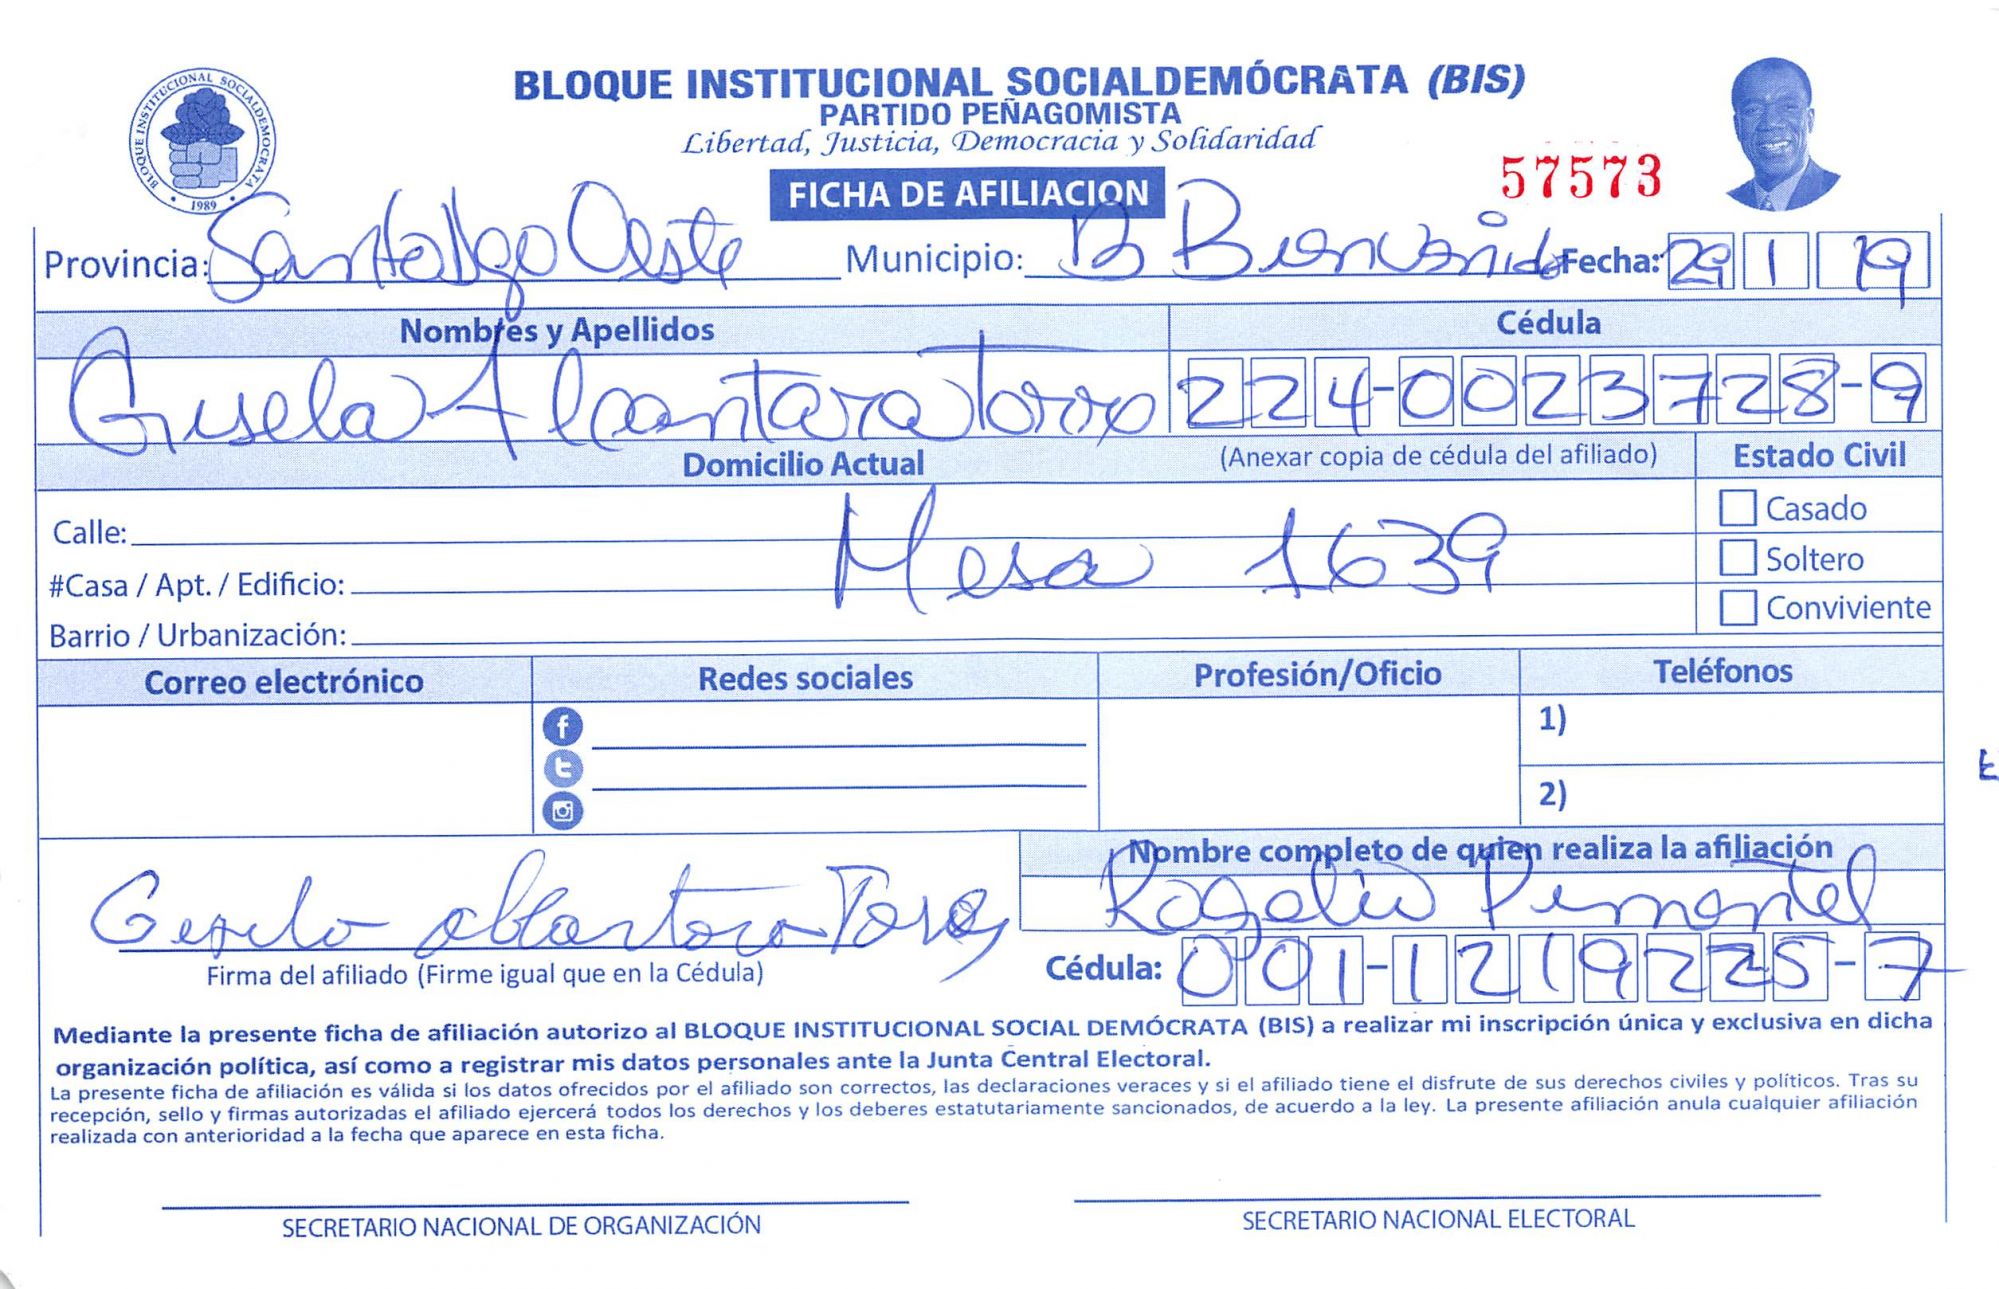 BLOQUE INSTITUCIONAL SOCIALDEMÓCRATA (BIS)
PARTIDO PEÑAGOMISTA
Libertad, Justicia, Democracia y Solidaridad
BLOQUE INSTITUCIONAL SOCIALDEMOCRATA
1989
57573
FICHA DE AFILIACION
Provincia: Santo Dgo Oeste Municipio: B Bienvenido Fecha: 29 1 19
Nombres y Apellidos Cédula
Gisela Alcantara Torre 224-0023728-9
Domicilio Actual (Anexar copia de cédula del afiliado) Estado Civil
Calle: Casado
Mesa 1639
#Casa / Apt. / Edificio: Soltero
Barrio / Urbanización: Conviviente
Correo electrónico Redes sociales Profesión/Oficio Teléfonos
1)
2)
Nombre completo de quien realiza la afiliación
Rogelio Pimentel
Firma del afiliado (Firme igual que en la Cédula) Cédula: 001-1219225-7
Mediante la presente ficha de afiliación autorizo al BLOQUE INSTITUCIONAL SOCIAL DEMÓCRATA (BIS) a realizar mi inscripción única y exclusiva en dicha
organización política, así como a registrar mis datos personales ante la Junta Central Electoral.
La presente ficha de afiliación es válida si los datos ofrecidos por el afiliado son correctos, las declaraciones veraces y si el afiliado tiene el disfrute de sus derechos civiles y políticos. Tras su
recepción, sello y firmas autorizadas el afiliado ejercerá todos los derechos y los deberes estatutariamente sancionados, de acuerdo a la ley. La presente afiliación anula cualquier afiliación
realizada con anterioridad a la fecha que aparece en esta ficha.
SECRETARIO NACIONAL DE ORGANIZACIÓN SECRETARIO NACIONAL ELECTORAL